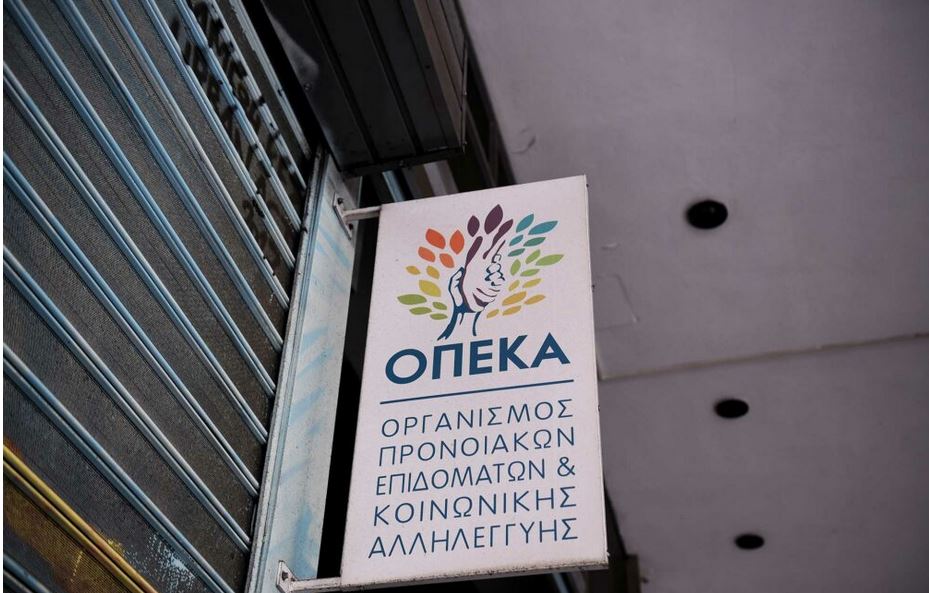 ΟΠΕΚΑ
ΟΡΓΑΝΙΣΜΟΣ
ΠΡΟΝΟΙΑΚΩΝ
ΕΠΙΔΟΜΑΤΩΝ &
ΚΟΙΝΩΝΙΚΗΣ
ΑΛΛΗΛΕΓΓΥΗΣ